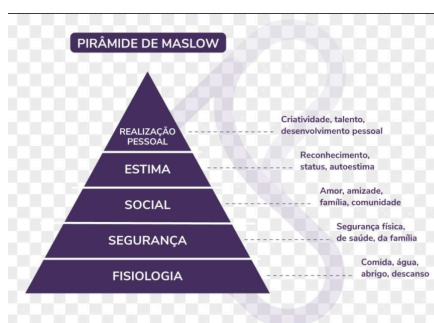 PIRÂMIDE DE MASLOW
REALIZAÇÃO
PESSOAL
Criatividade, talento,
desenvolvimento pessoal
ESTIMA
Reconhecimento,
status, autoestima
SOCIAL
Amor, amizade,
família, comunidade
SEGURANÇA
Segurança física,
de saúde, da família
FISIOLOGIA
Comida, água,
abrigo, descanso